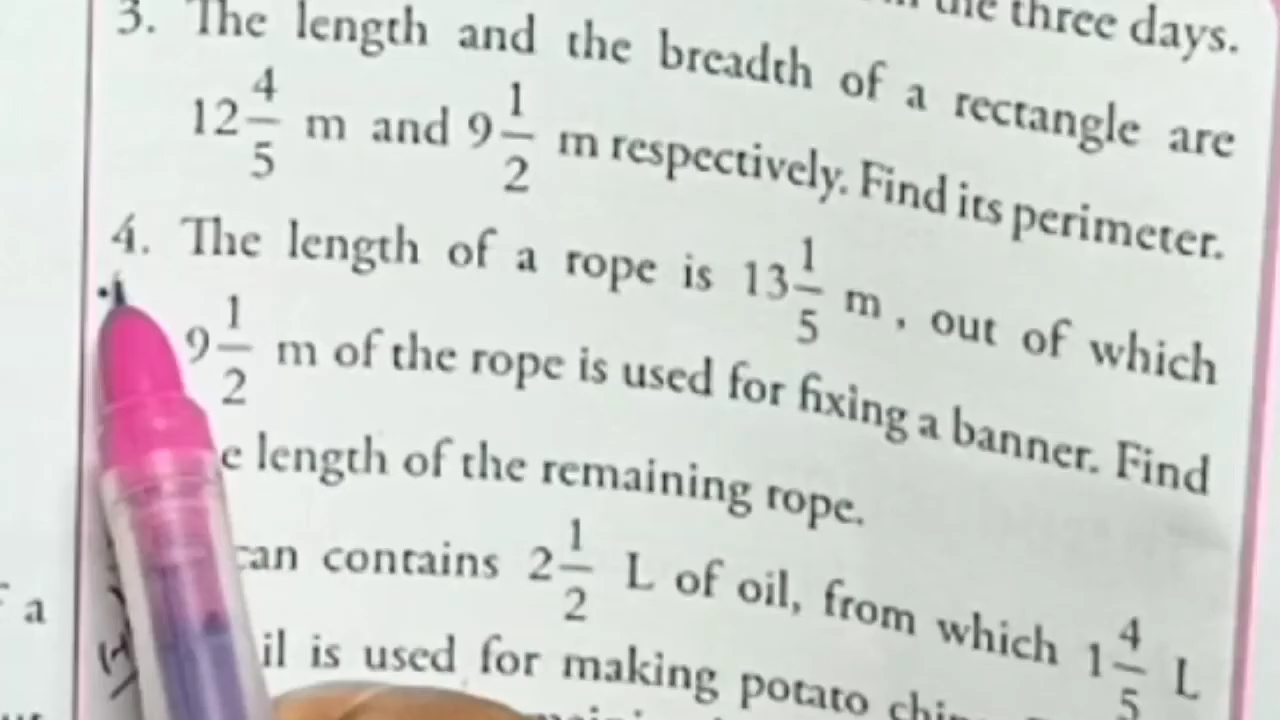 the three days.
3. The length and the breadth of a rectangle are
12 4/5 m and 9 1/2 m respectively. Find its perimeter.
4. The length of a rope is 13 1/5 m, out of which
9 1/2 m of the rope is used for fixing a banner. Find
e length of the remaining rope.
can contains 2 1/2 L of oil, from which 1 4/5 L
il is used for making potato
a